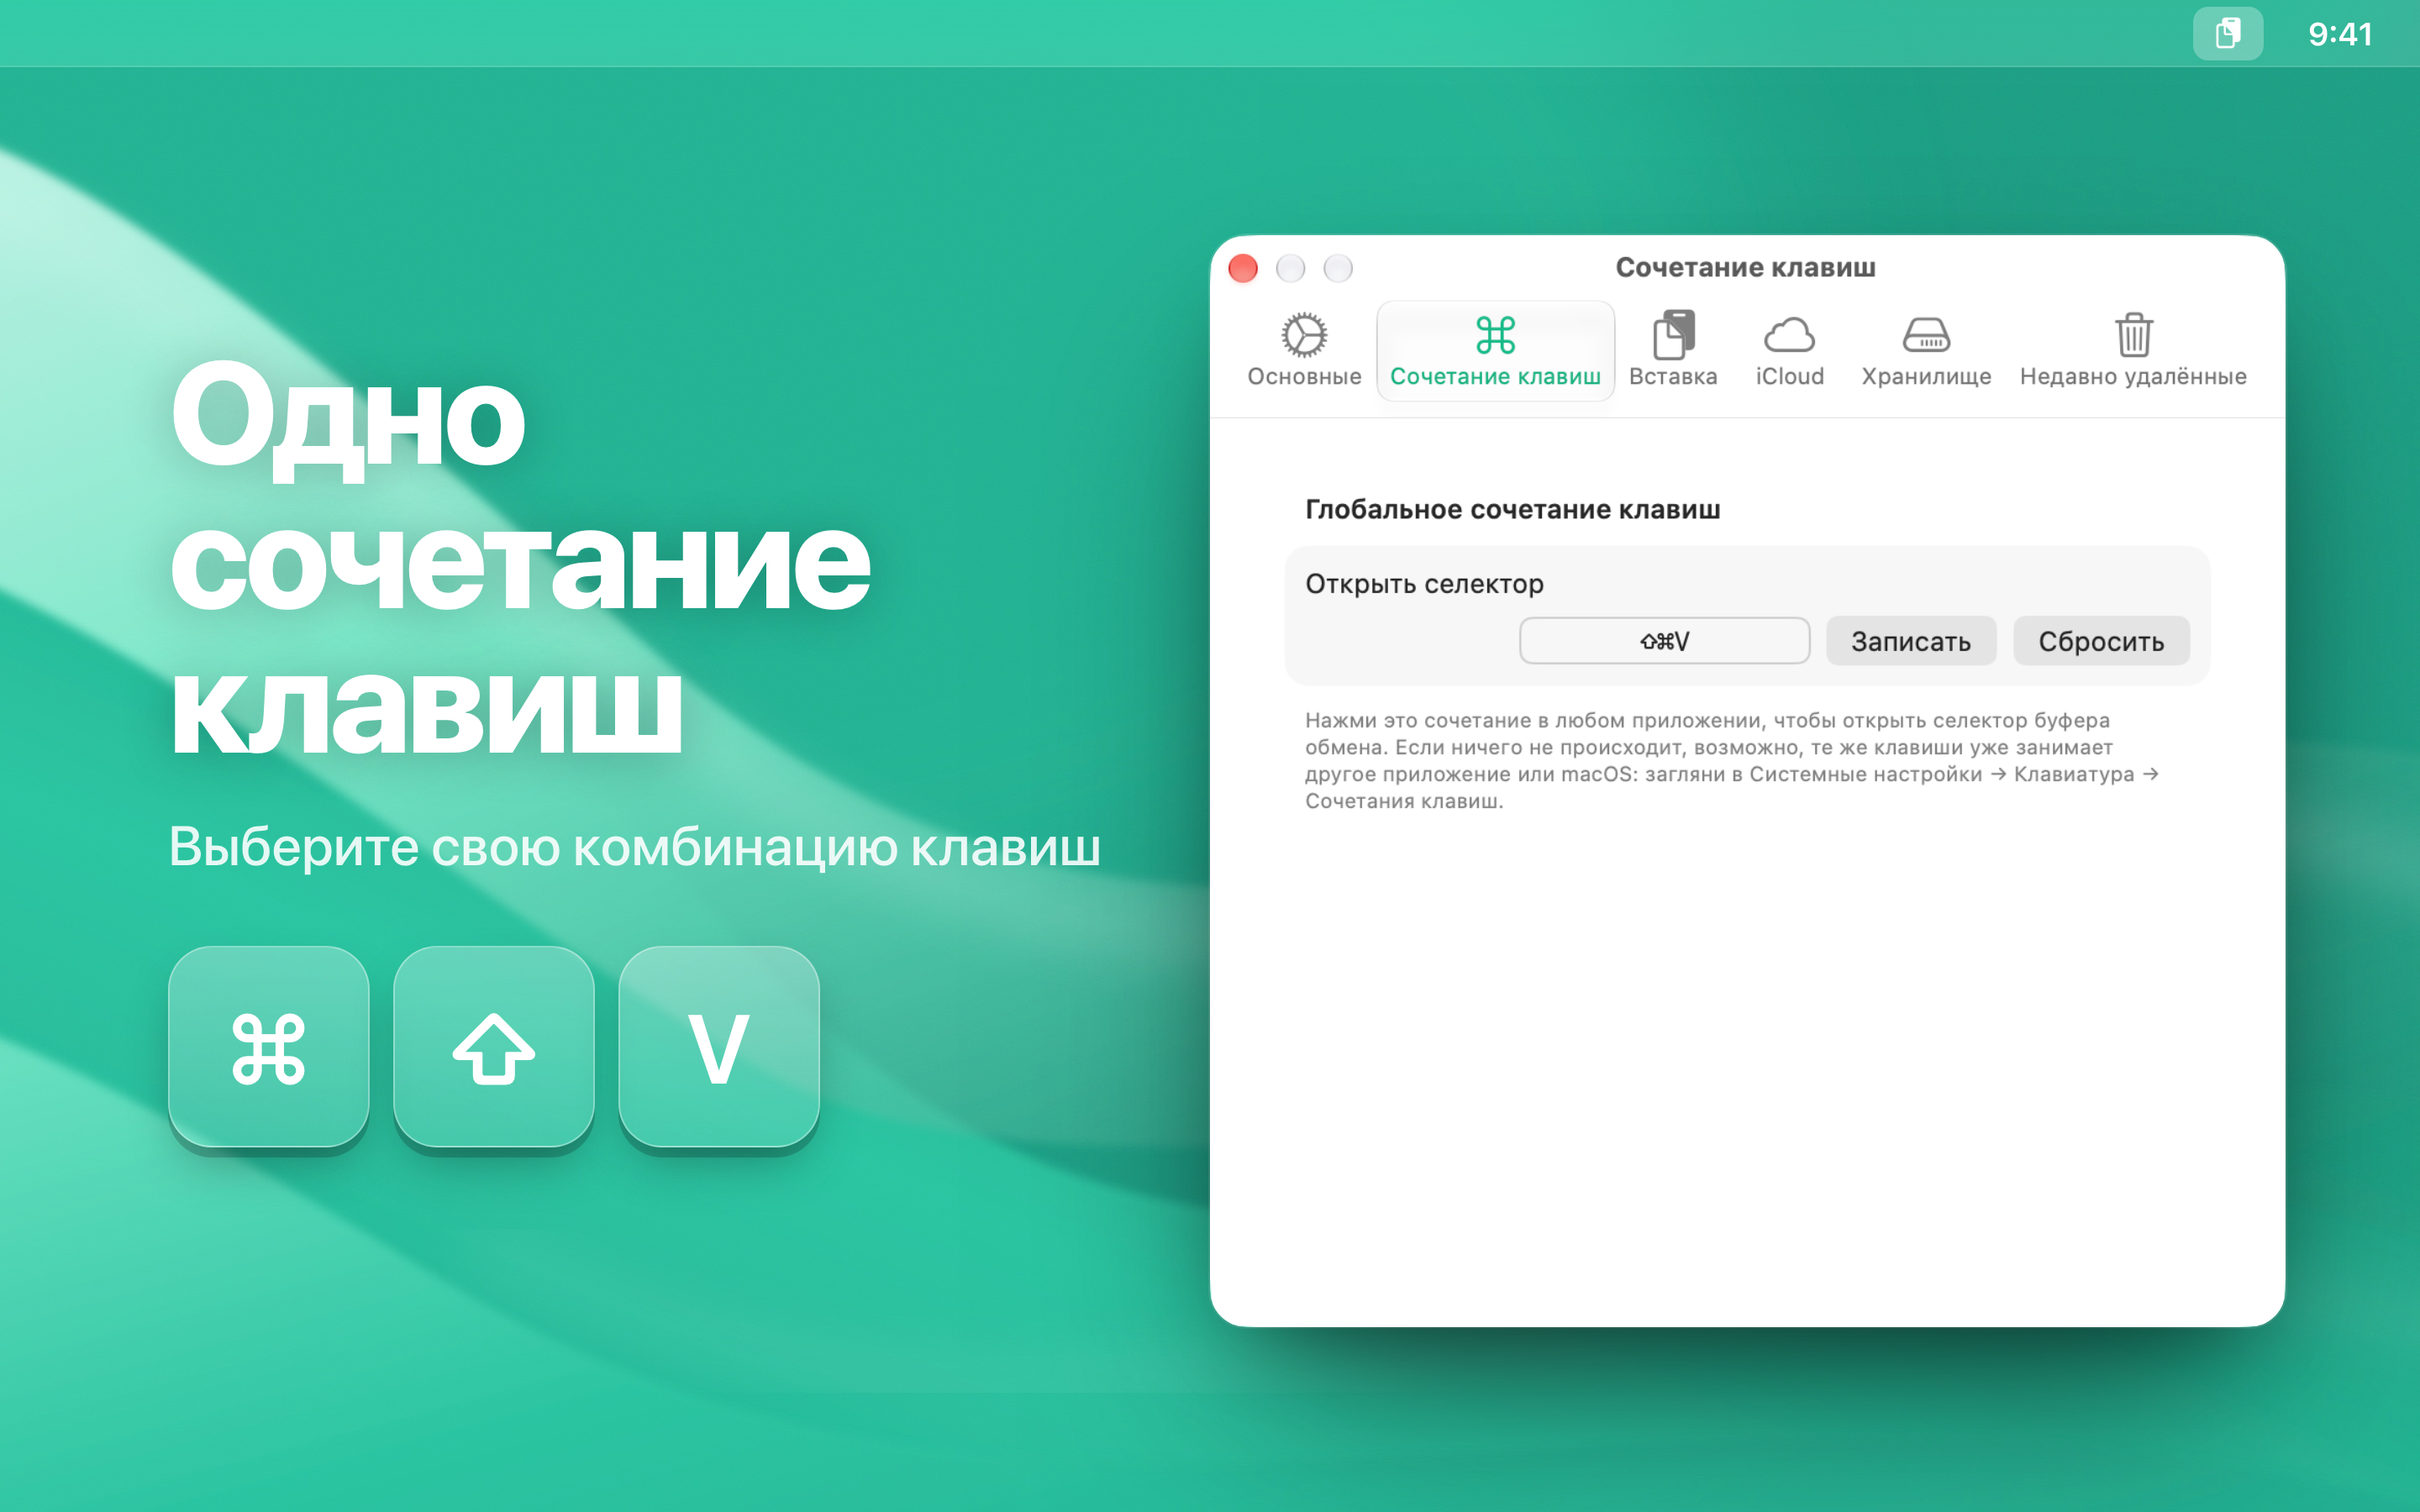 9:41
Одно
сочетание
клавиш
Выберите свою комбинацию клавиш
⌘ ⇧ V
Сочетание клавиш
Основные Сочетание клавиш Вставка iCloud Хранилище Недавно удалённые
Глобальное сочетание клавиш
Открыть селектор
⇧⌘V Записать Сбросить
Нажми это сочетание в любом приложении, чтобы открыть селектор буфера
обмена. Если ничего не происходит, возможно, те же клавиши уже занимает
другое приложение или macOS: загляни в Системные настройки → Клавиатура →
Сочетания клавиш.